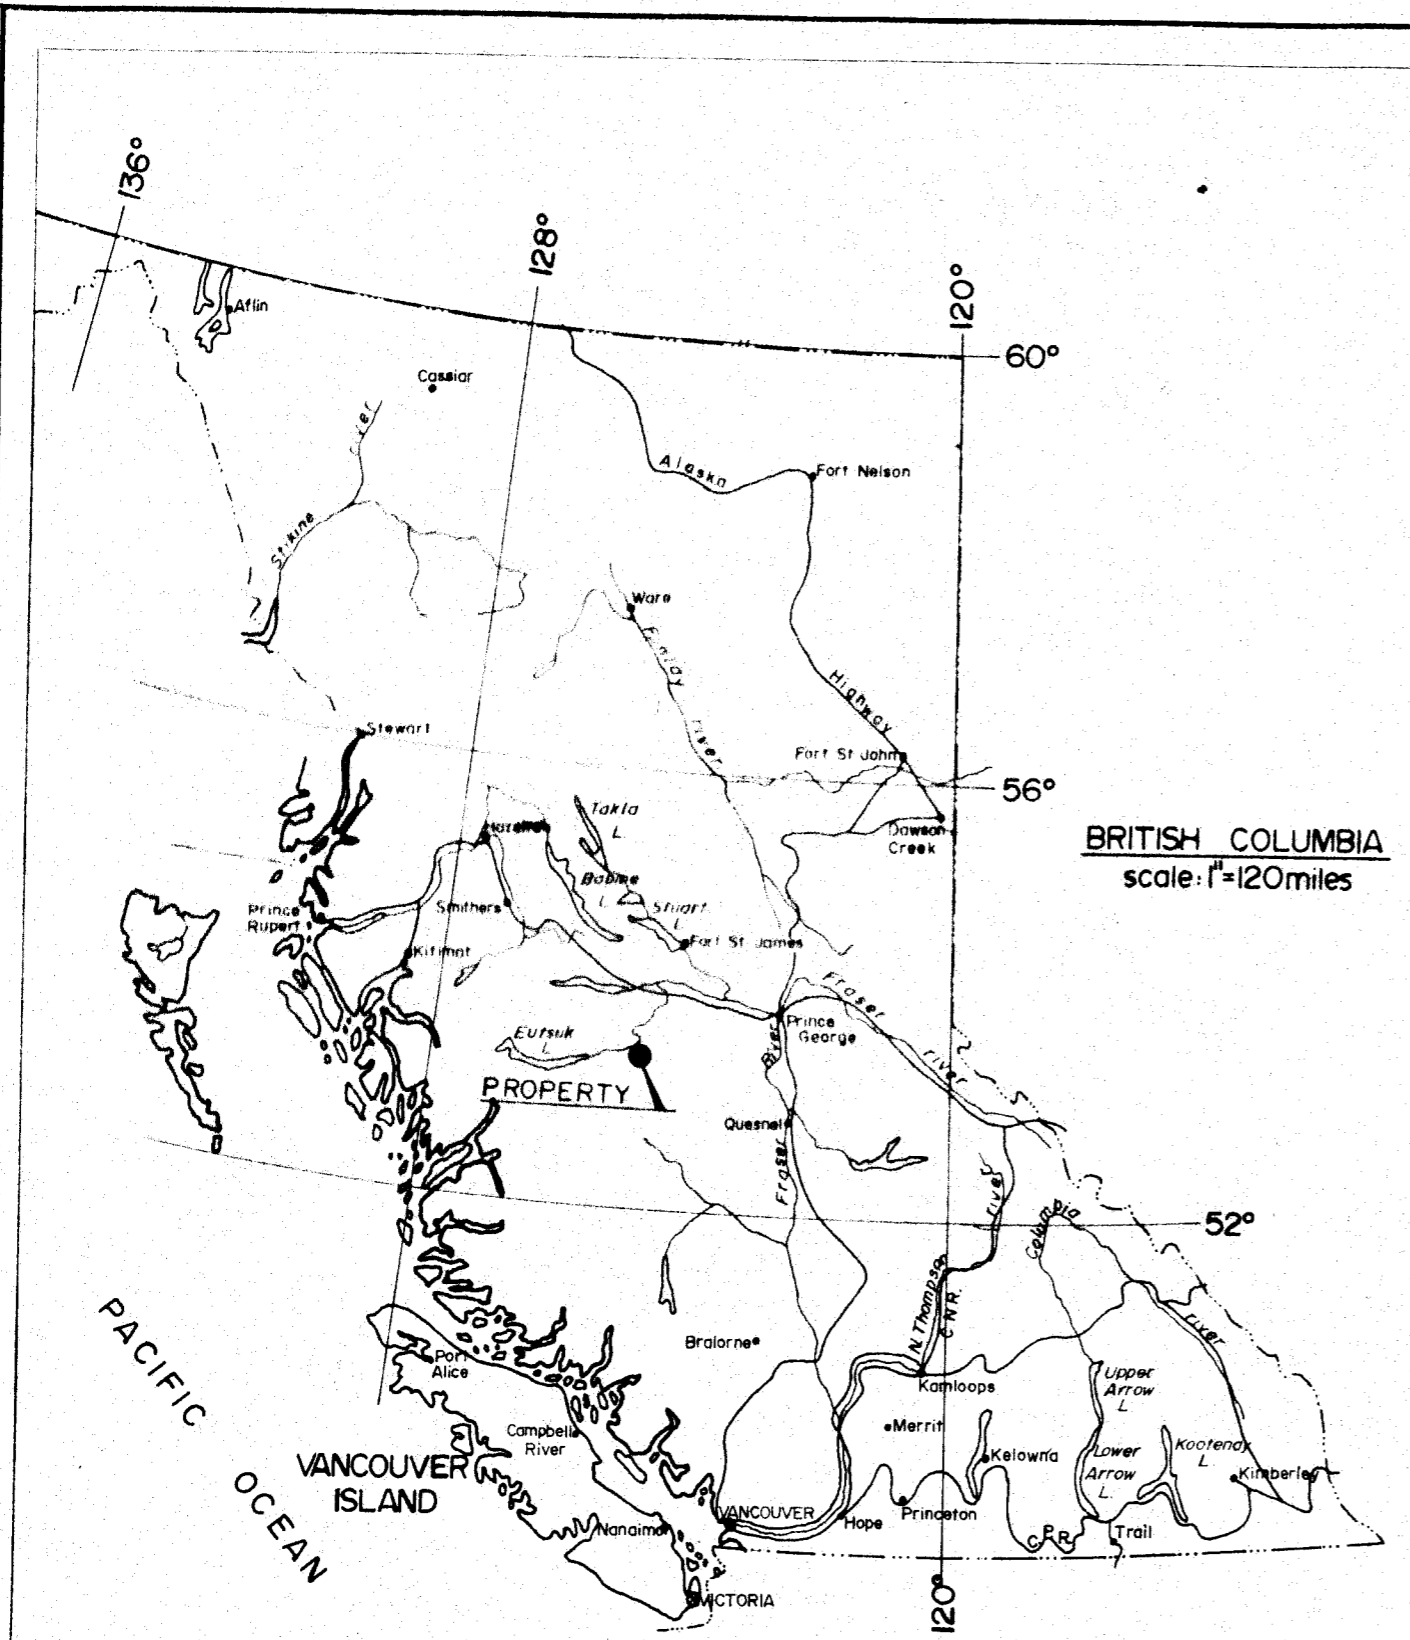 136°
128°
120°
60°
Atlin
Cassiar
river
Alaska
Fort Nelson
Stikine
Ware
Finlay
river
Highway
Stewart
Fort St John
56°
Takla
L.
Hazelton
Dawson
Creek
BRITISH COLUMBIA
scale: 1"=120miles
Babine
L
Stuart
L
Smithers
Prince
Rupert
Fort St James
Kitimat
Fraser
river
Prince
George
River
Eutsuk
L
PROPERTY
Quesnel
Fraser
river
Columbia
52°
N. Thompson
C.N.R.
river
PACIFIC
OCEAN
Bralorne
Port
Alice
Kamloops
Upper
Arrow
L
Campbell
River
Merrit
Kelowna
Lower
Arrow
L.
Kootenay
L.
Kimberley
VANCOUVER
ISLAND
Nanaimo
VANCOUVER
Hope
Princeton
C.P.R.
Trail
VICTORIA
120°